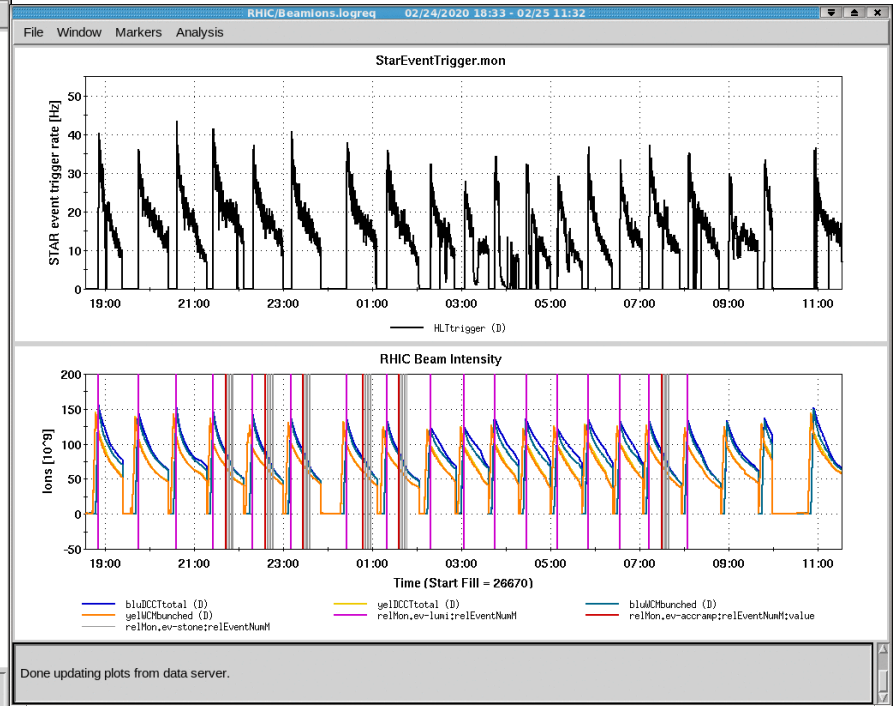 RHIC/BeamIons.logreq 02/24/2020 18:33 - 02/25 11:32
File Window Markers Analysis
StarEventTrigger.mon
STAR event trigger rate [Hz]
50
40
30
20
10
0
19:00 21:00 23:00 01:00 03:00 05:00 07:00 09:00 11:00
HLTtrigger (D)
RHIC Beam Intensity
Ions [10^9]
200
150
100
50
0
-50
19:00 21:00 23:00 01:00 03:00 05:00 07:00 09:00 11:00
Time (Start Fill = 26670)
bluDCCTtotal (D) yelDCCTtotal (D) bluWCMbunched (D)
yelWCMbunched (D) relMon.ev-lumi:relEventNumM relMon.ev-accramp:relEventNumM:value
relMon.ev-stone:relEventNumM
Done updating plots from data server.